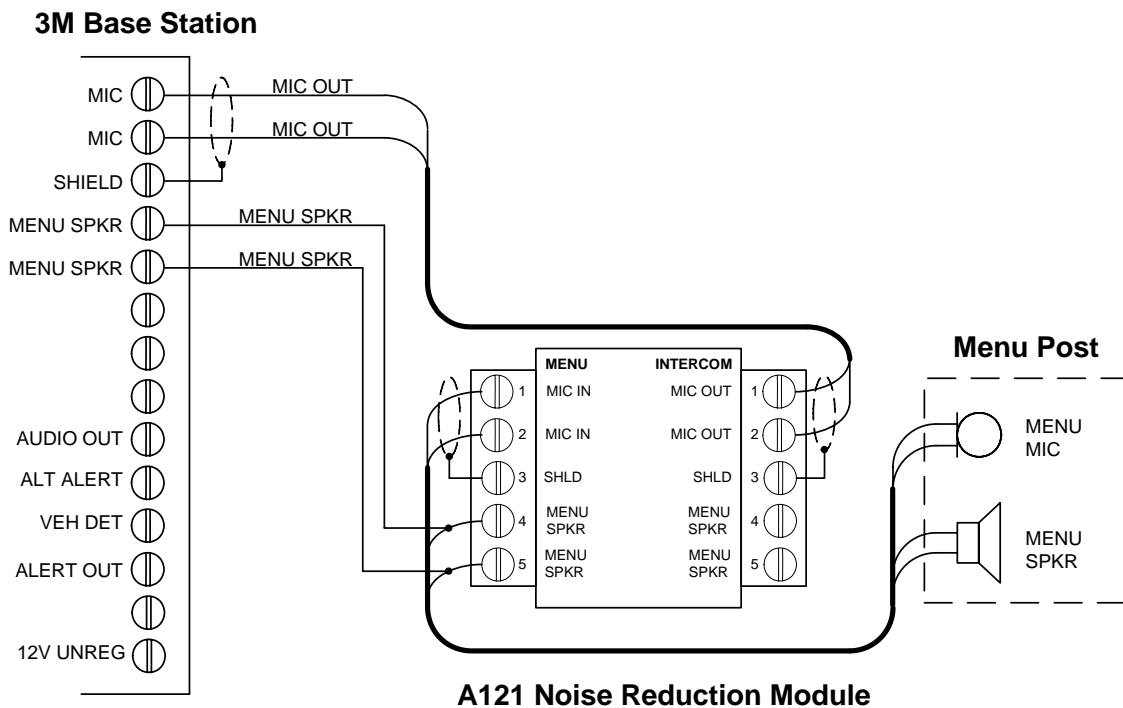 3M Base Station
MIC
MIC OUT
MIC
MIC OUT
SHIELD
MENU SPKR
MENU SPKR
MENU SPKR
MENU SPKR
AUDIO OUT
ALT ALERT
VEH DET
ALERT OUT
12V UNREG
MENU
INTERCOM
1
MIC IN
MIC OUT
1
2
MIC IN
MIC OUT
2
3
SHLD
SHLD
3
4
MENU
SPKR
MENU
SPKR
4
5
MENU
SPKR
MENU
SPKR
5
A121 Noise Reduction Module
Menu Post
MENU
MIC
MENU
SPKR